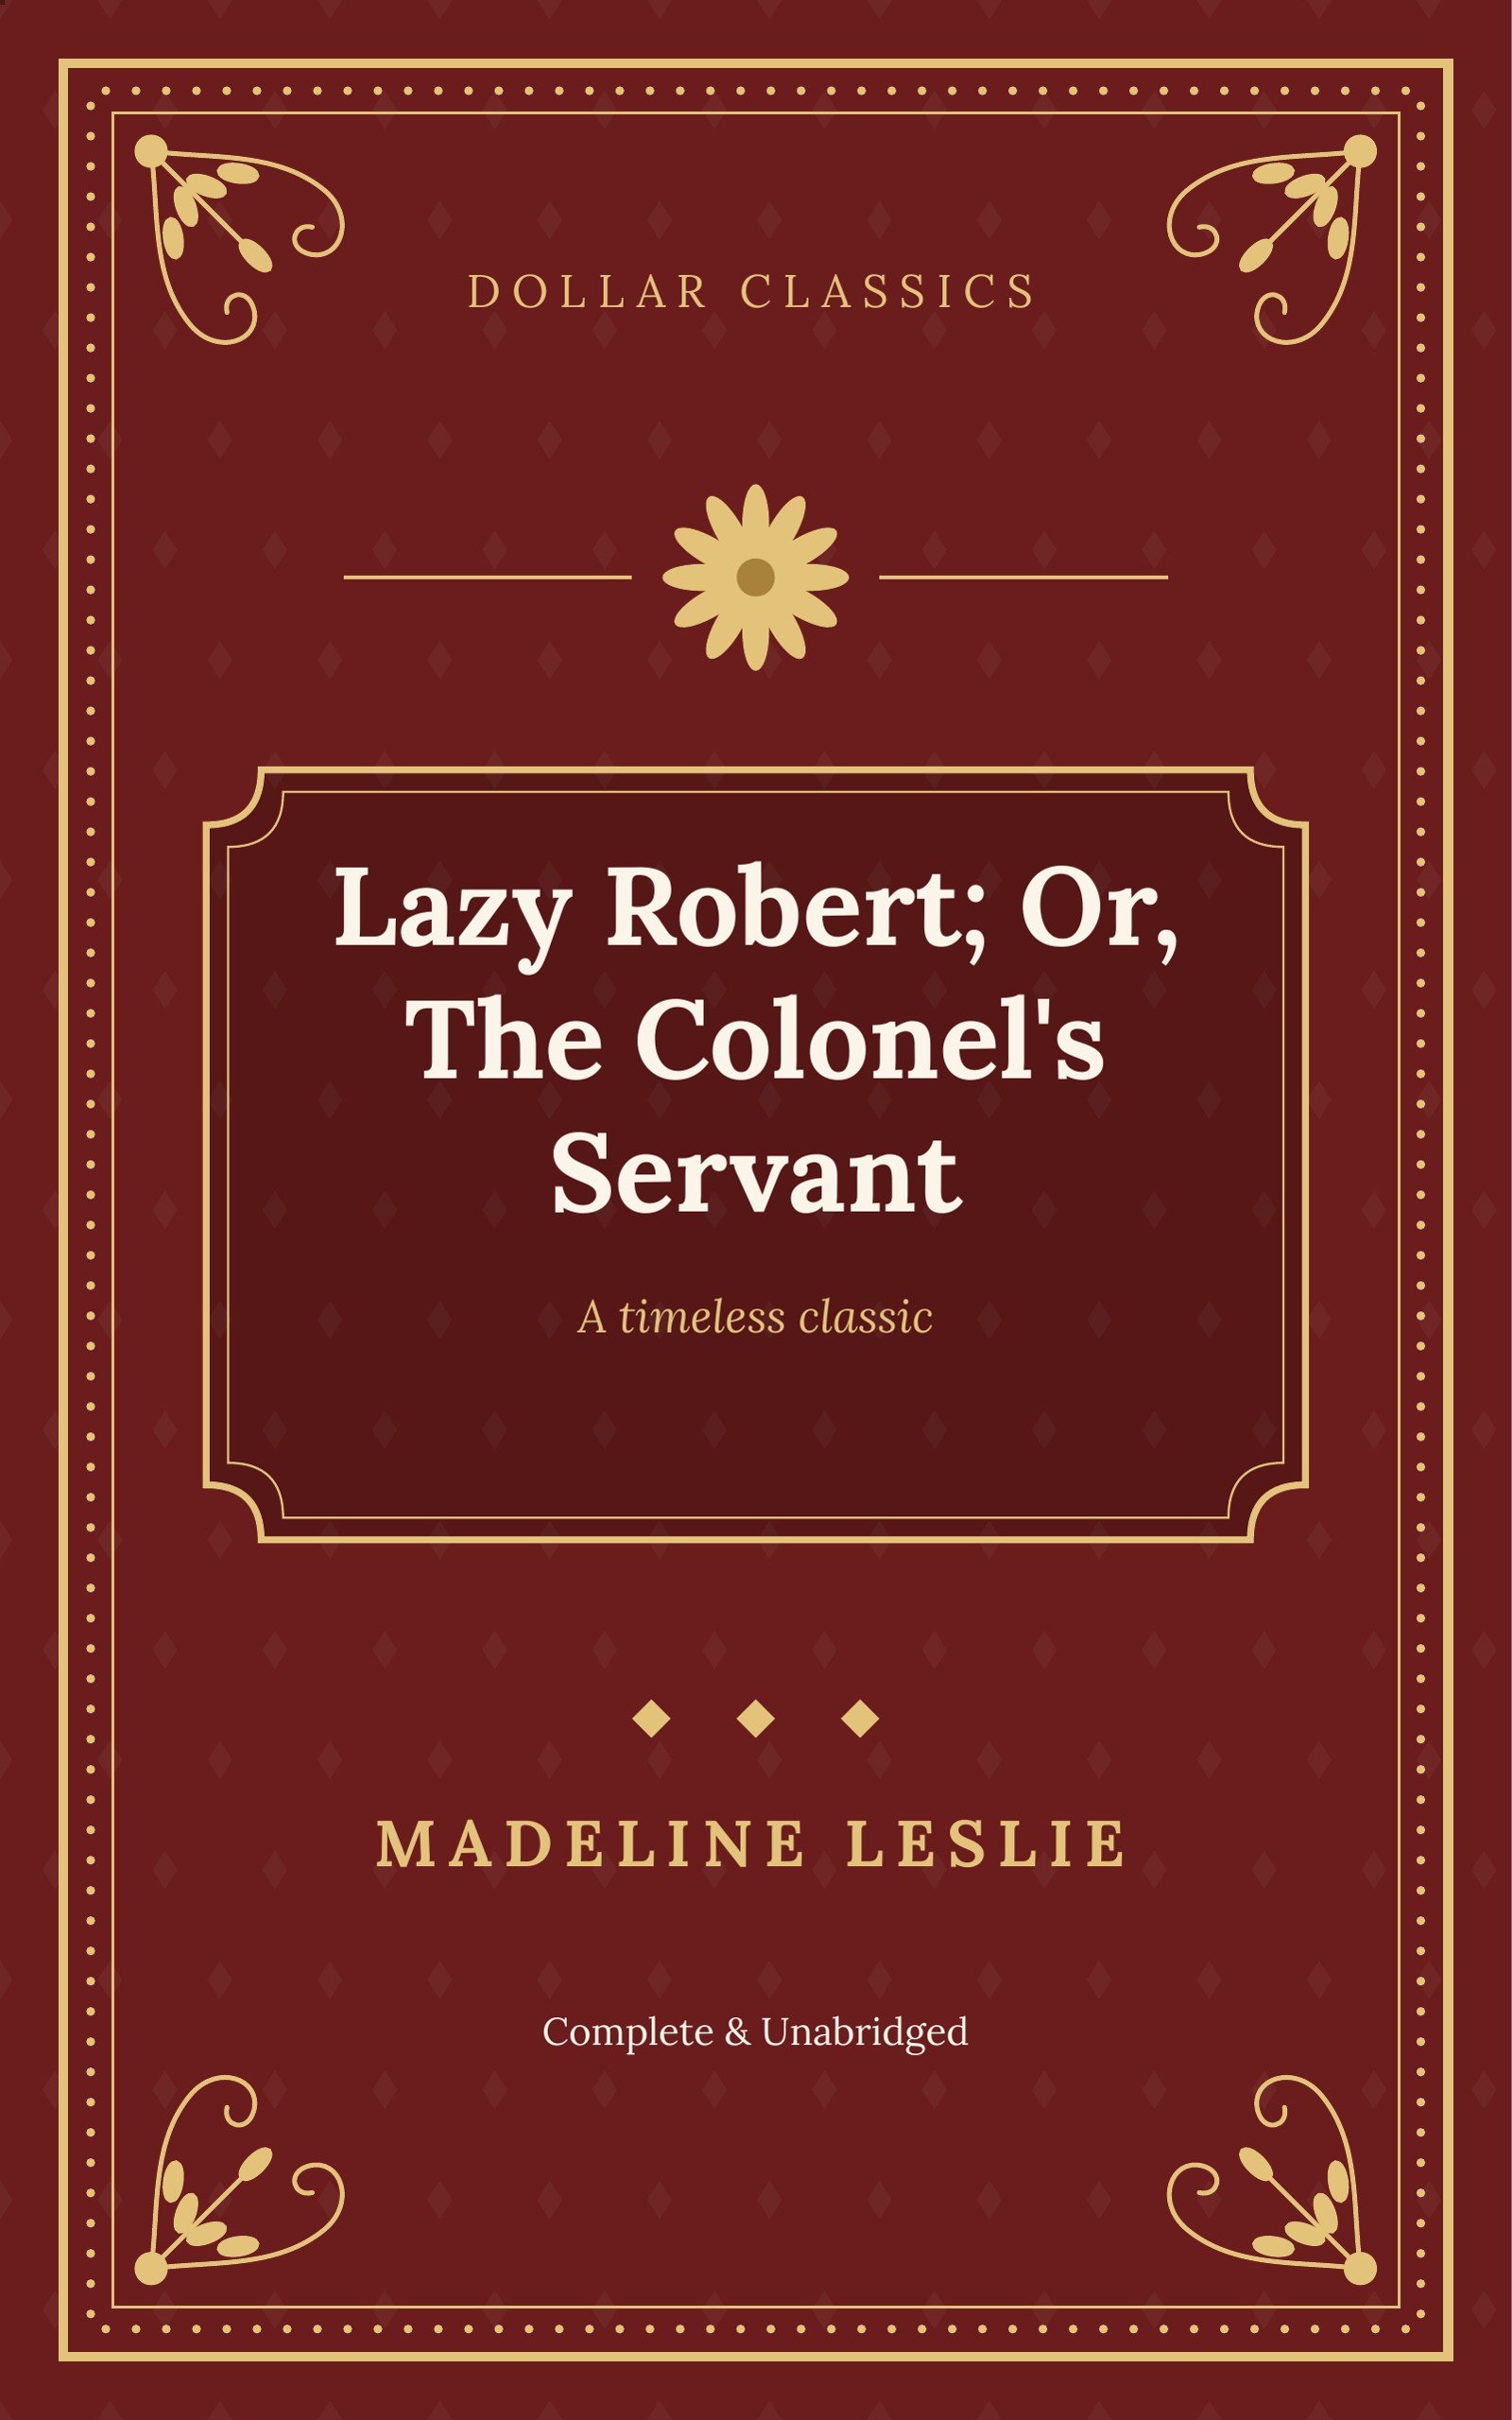 DOLLAR CLASSICS
Lazy Robert; Or,
The Colonel's
Servant
A timeless classic
MADELINE LESLIE
Complete & Unabridged